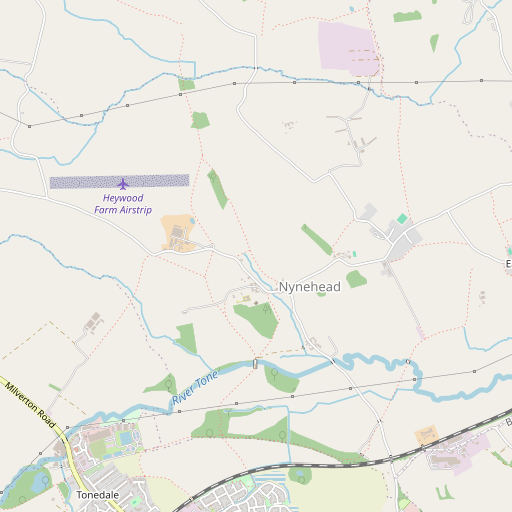 Heywood
Farm Airstrip
Nynehead
River Tone
Milverton Road
Tonedale